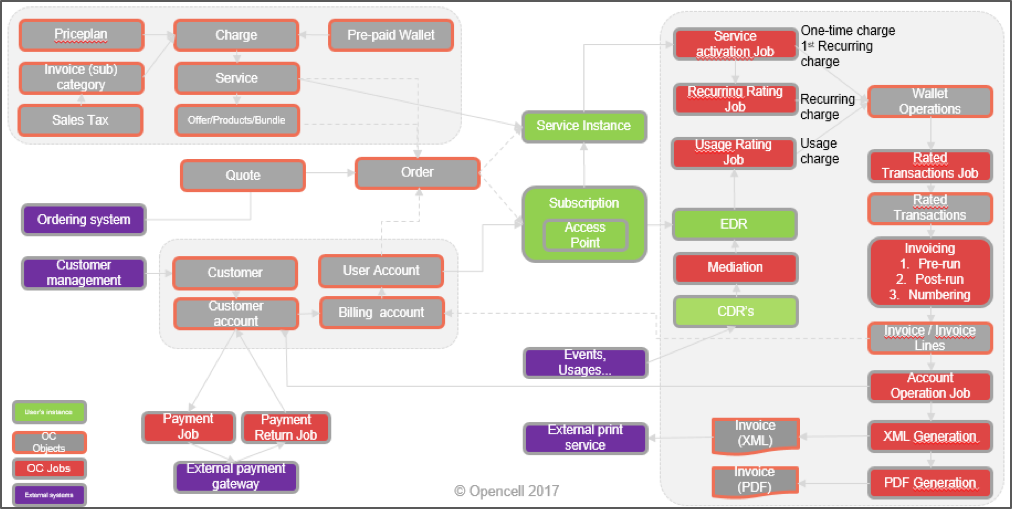 Priceplan
Charge
Pre-paid Wallet
Invoice (sub)
category
Service
Sales Tax
Offer/Products/Bundle
Quote
Order
Ordering system
Customer
management
Customer
User Account
Customer
account
Billing account
Service Instance
Subscription
Access
Point
Service
activation Job
One-time charge
1st Recurring
charge
Recurring Rating
Job
Recurring
charge
Usage Rating
Job
Usage
charge
EDR
Mediation
CDR's
Events,
Usages...
Wallet
Operations
Rated
Transactions Job
Rated
Transactions
Invoicing
1. Pre-run
2. Post-run
3. Numbering
Invoice / Invoice
Lines
Account
Operation Job
XML Generation
PDF Generation
Invoice
(XML)
Invoice
(PDF)
External print
service
Payment
Job
Payment
Return Job
External payment
gateway
User's instance
OC
Objects
OC Jobs
External systems
© Opencell 2017